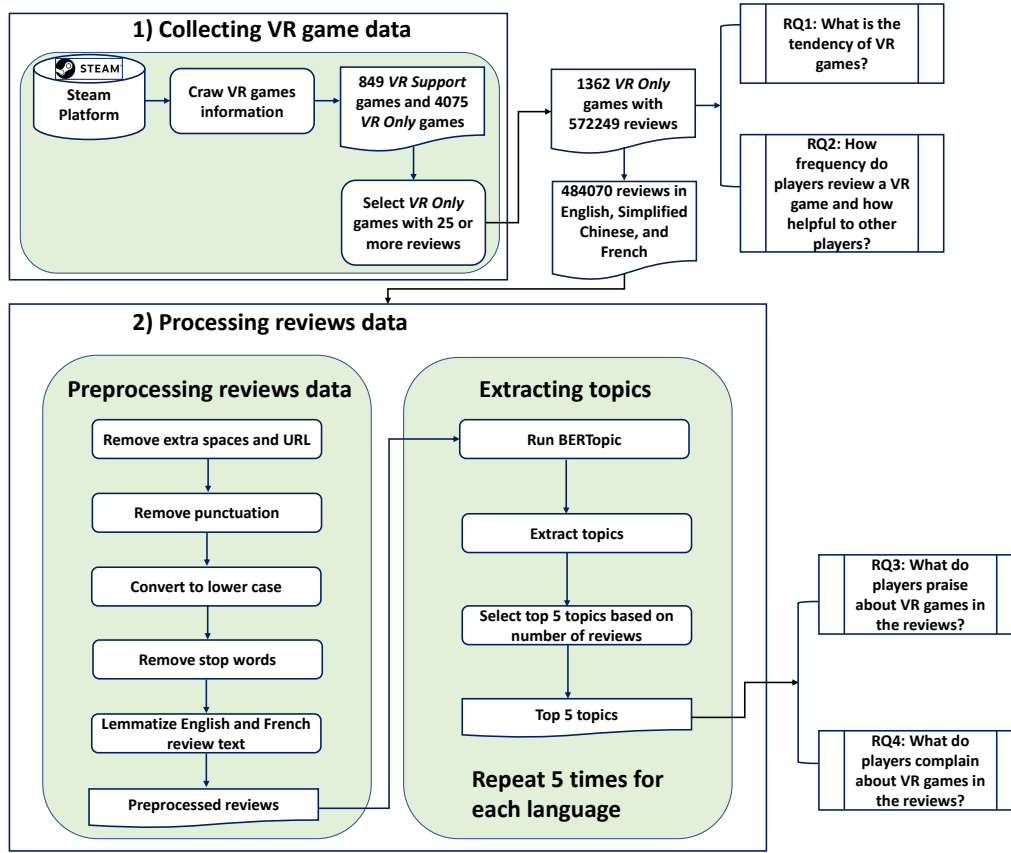 1) Collecting VR game data
STEAM
Steam
Platform
Craw VR games
information
849 VR Support
games and 4075
VR Only games
Select VR Only
games with 25 or
more reviews
1362 VR Only
games with
572249 reviews
484070 reviews in
English, Simplified
Chinese, and
French
RQ1: What is the
tendency of VR
games?
RQ2: How
frequency do
players review a VR
game and how
helpful to other
players?
2) Processing reviews data
Preprocessing reviews data
Remove extra spaces and URL
Remove punctuation
Convert to lower case
Remove stop words
Lemmatize English and French
review text
Preprocessed reviews
Extracting topics
Run BERTopic
Extract topics
Select top 5 topics based on
number of reviews
Top 5 topics
Repeat 5 times for
each language
RQ3: What do
players praise
about VR games in
the reviews?
RQ4: What do
players complain
about VR games in
the reviews?